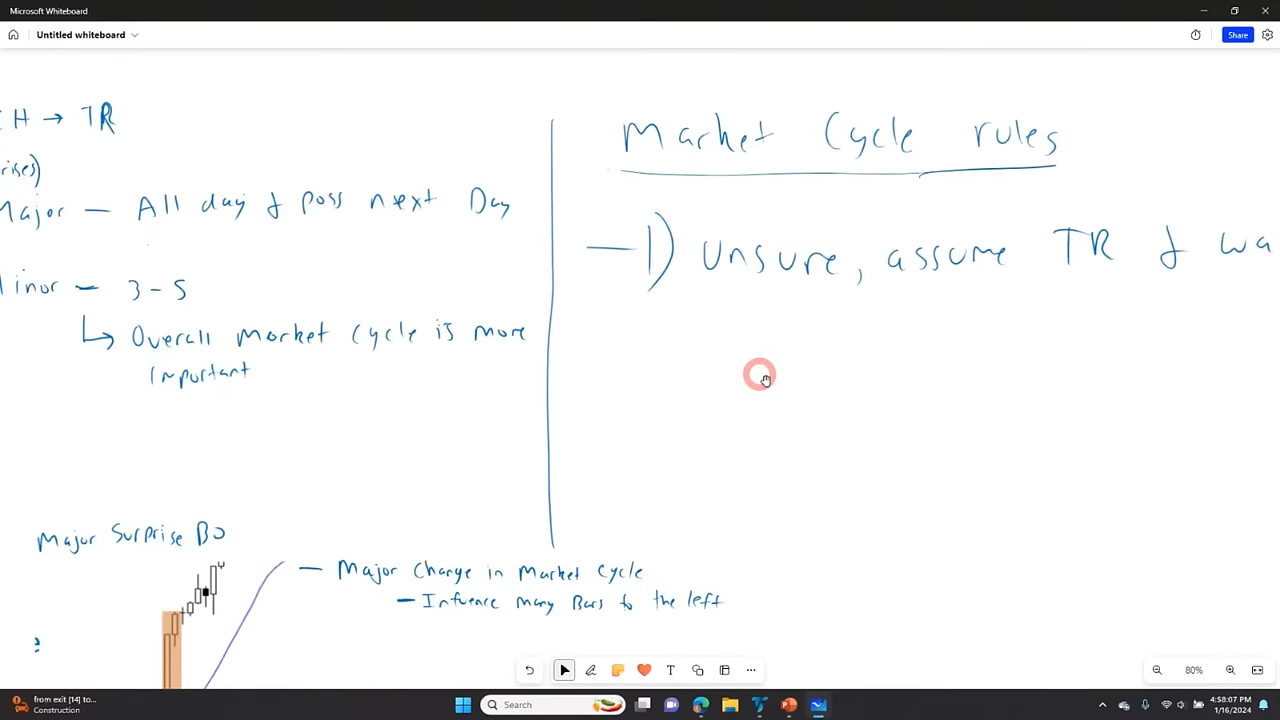 Microsoft Whiteboard
Untitled whiteboard
Share
IH → TR
rises)
Major — All day & poss next Day
Minor — 3-5
↳ Overall market cycle is more
Important
Market Cycle rules
—1) Unsure, assume TR & wa
Major Surprise BO
— Major Change in Market Cycle
— Infuence many Bars to the left
80%
from exit [14] to...
Construction
Search
4:58:07 PM
1/16/2024